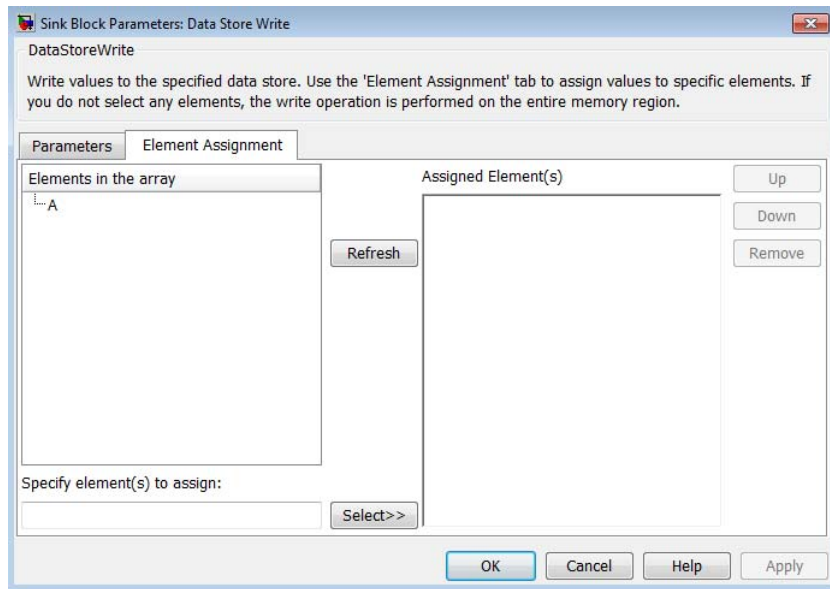 Sink Block Parameters: Data Store Write
DataStoreWrite
Write values to the specified data store. Use the 'Element Assignment' tab to assign values to specific elements. If
you do not select any elements, the write operation is performed on the entire memory region.
Parameters Element Assignment
Elements in the array
A
Refresh
Assigned Element(s)
Up
Down
Remove
Specify element(s) to assign:
Select>>
OK Cancel Help Apply